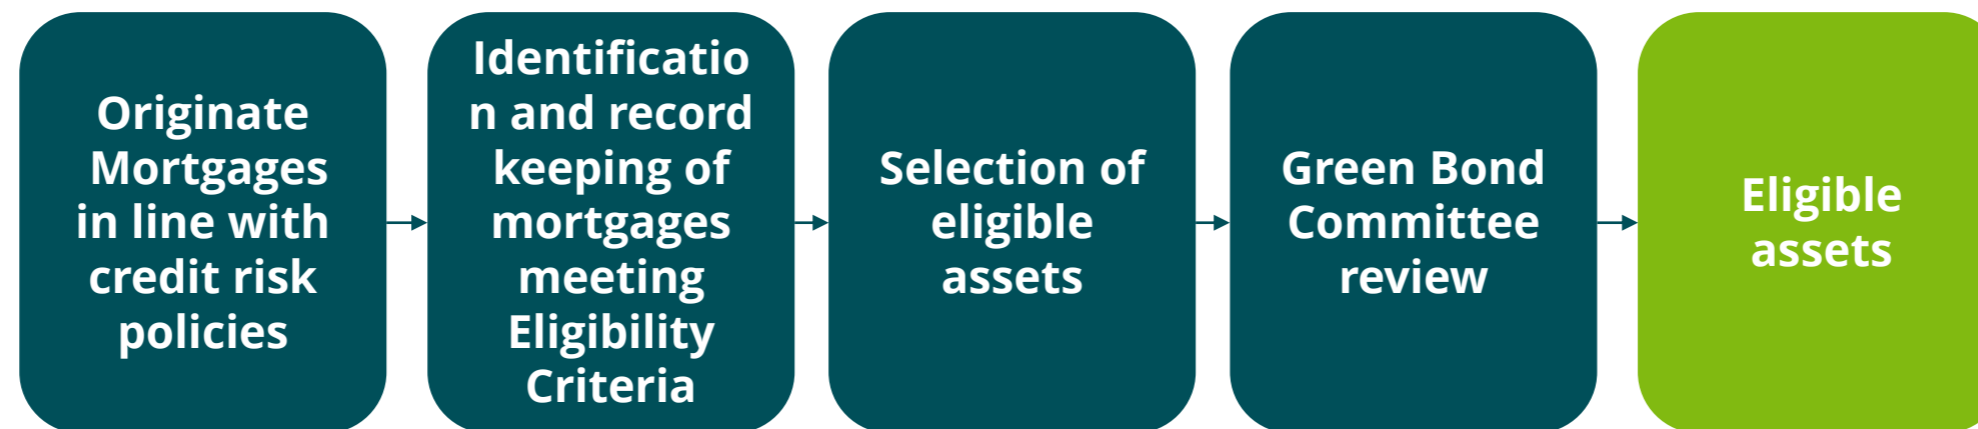 Originate
Mortgages
in line with
credit risk
policies
Identificatio
n and record
keeping of
mortgages
meeting
Eligibility
Criteria
Selection of
eligible
assets
Green Bond
Committee
review
Eligible
assets